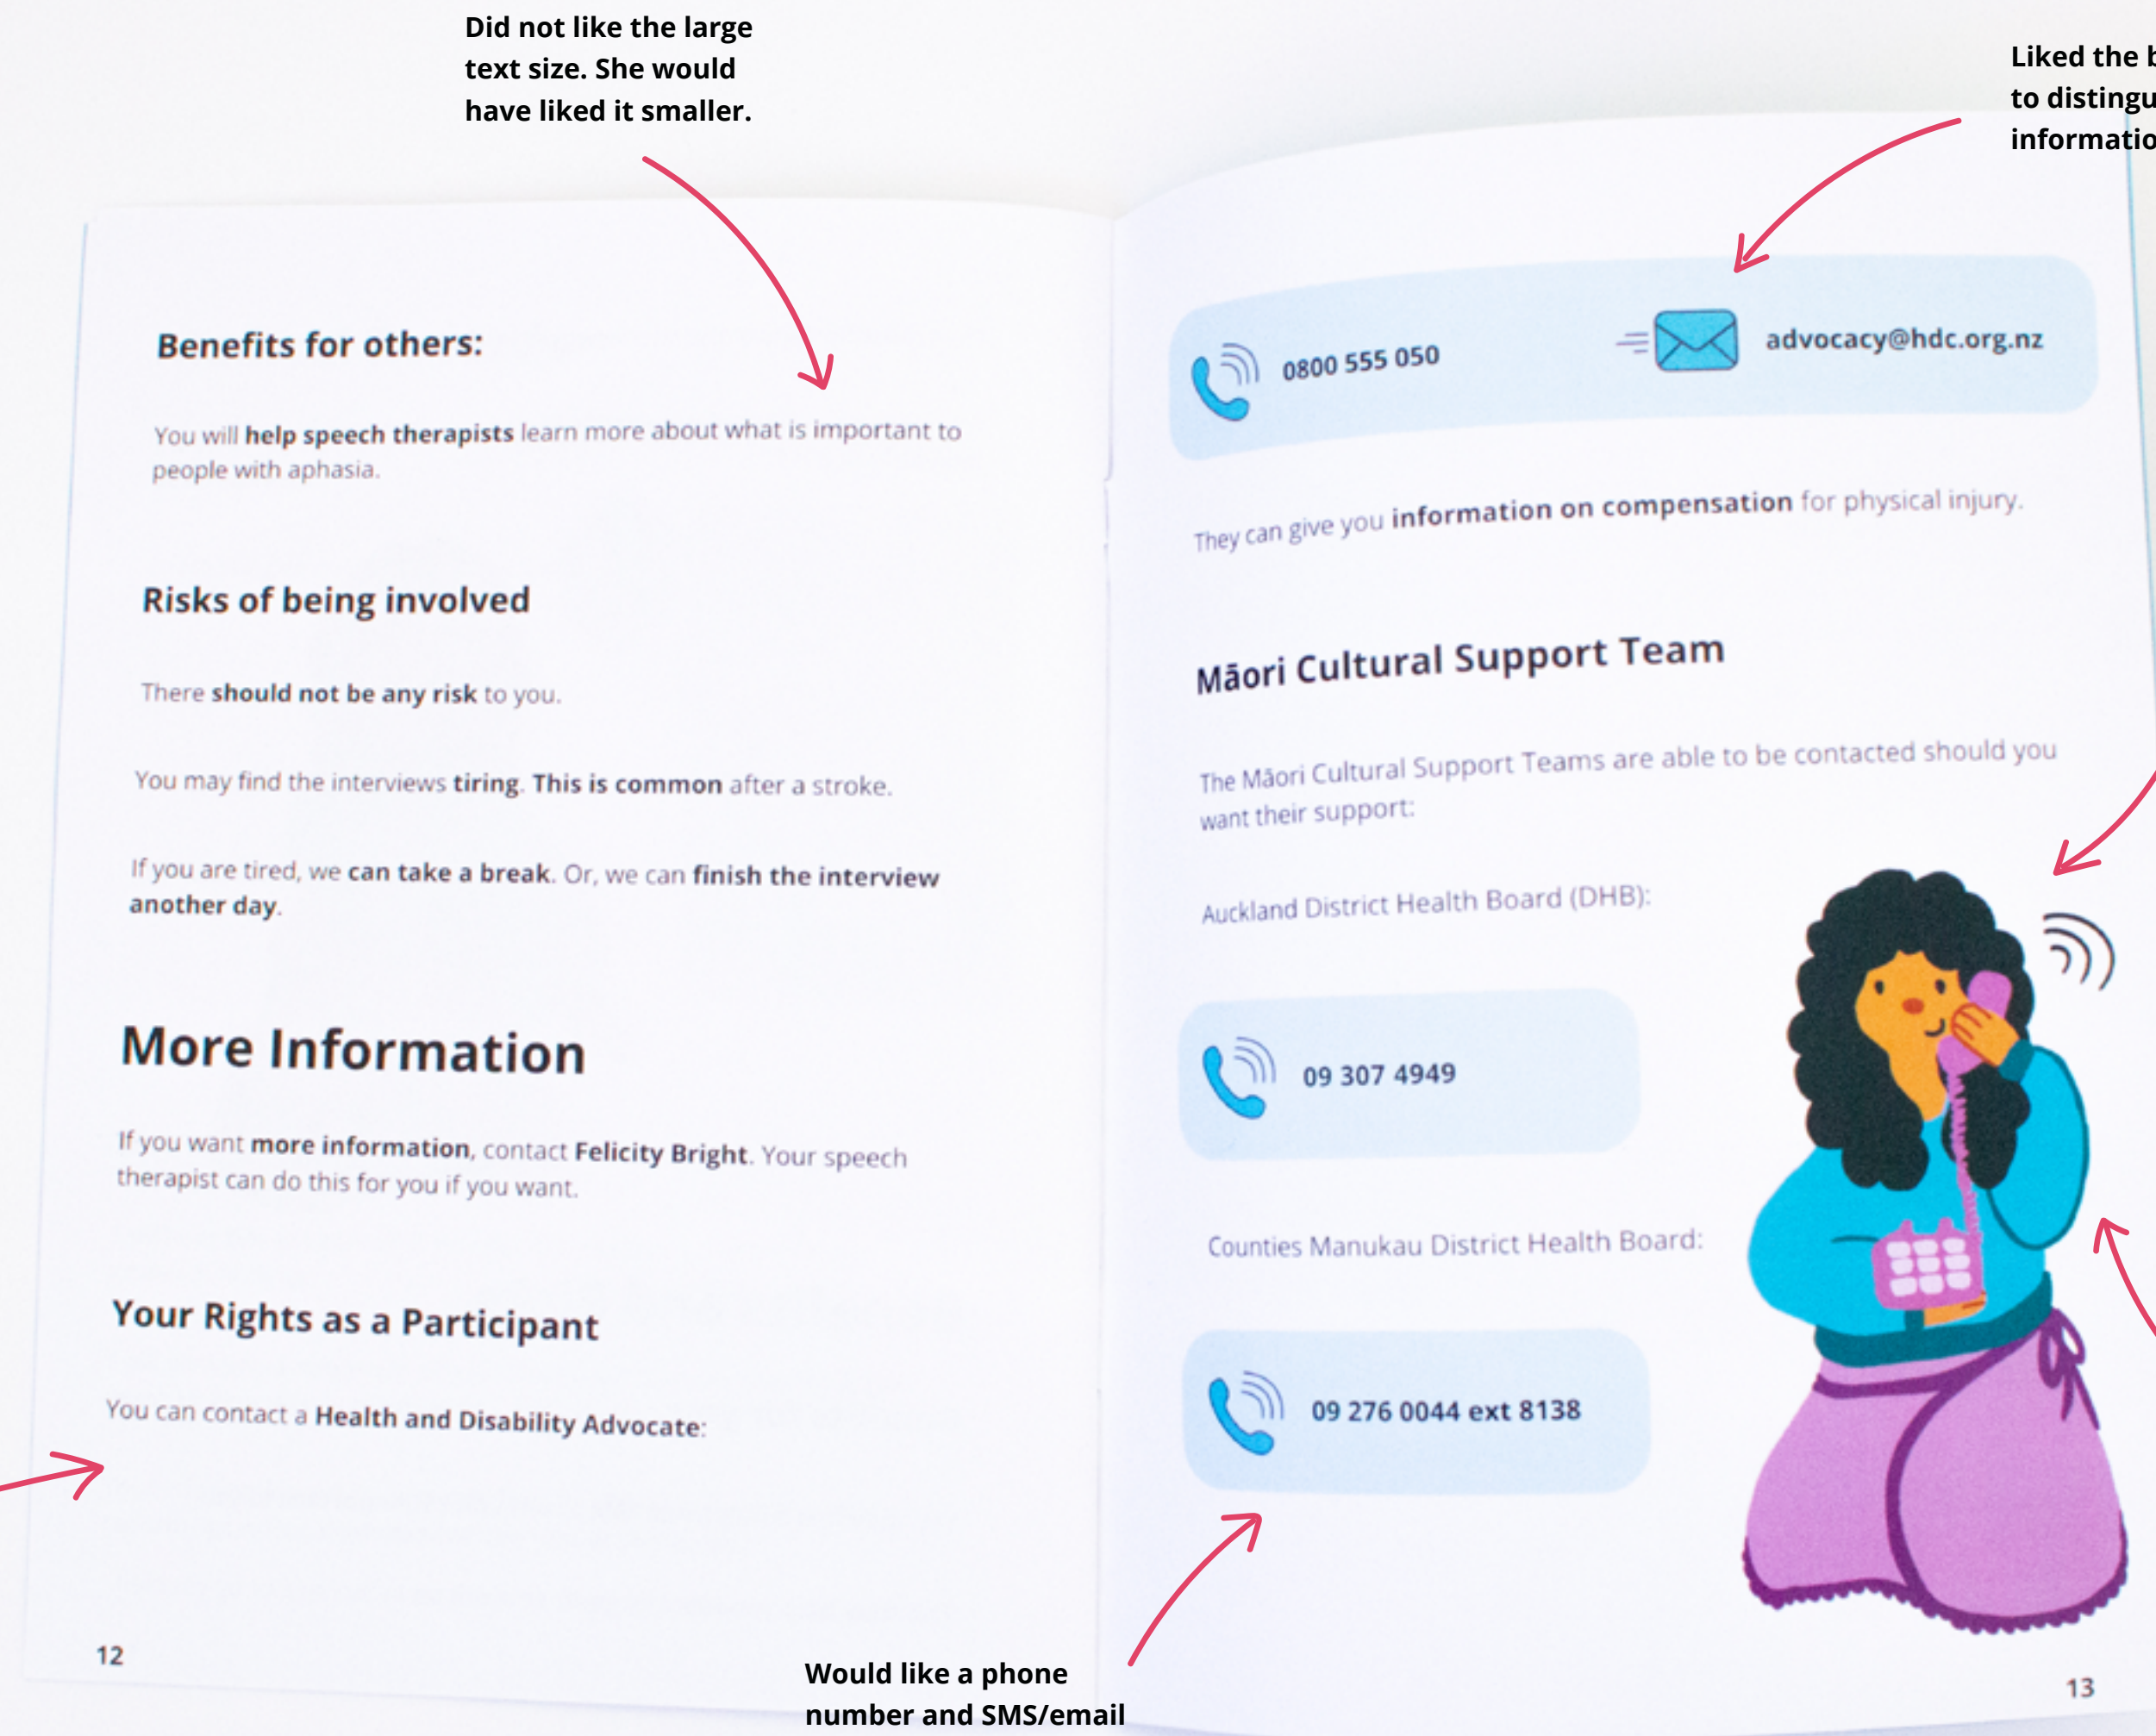 Did not like the large
text size. She would
have liked it smaller.
Liked the
to
Benefits for others:
You will help speech therapists learn more about what is important to
people with aphasia.
Risks of being involved
There should not be any risk to you.
You may find the interviews tiring. This is common after a stroke.
If you are tired, we can take a break. Or, we can finish the interview
another day.
More Information
If you want more information, contact Felicity Bright. Your speech
therapist can do this for you if you want.
Your Rights as a Participant
You can contact a Health and Disability Advocate:
12
0800 555 050 advocacy@hdc.org.nz
They can give you information on compensation for physical injury.
Māori Cultural Support Team
The Māori Cultural Support Teams are able to be contacted should you
want their support:
Auckland District Health Board (DHB):
09 307 4949
Counties Manukau District Health Board:
09 276 0044 ext 8138
13
Would like a phone
number and SMS/email